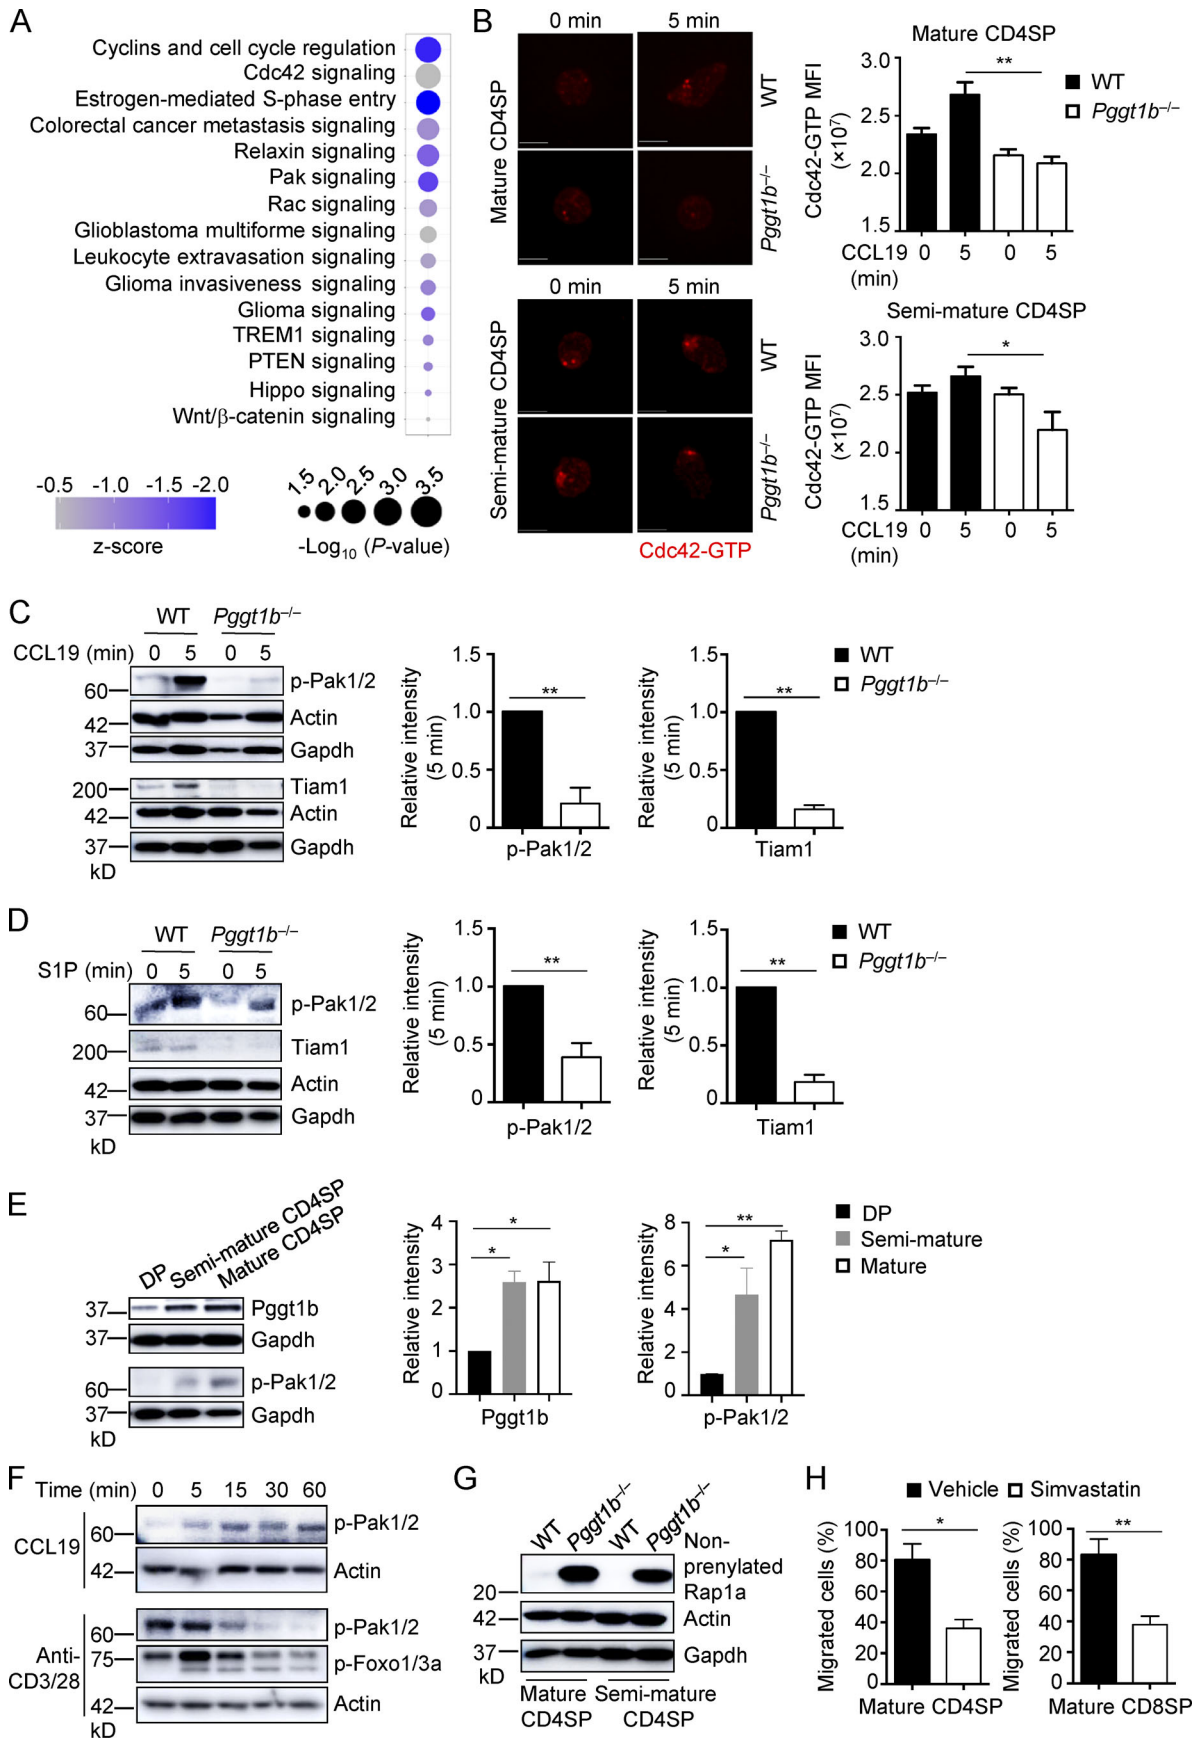 A
Cyclins and cell cycle regulation
Cdc42 signaling
Estrogen-mediated S-phase entry
Colorectal cancer metastasis signaling
Relaxin signaling
Pak signaling
Rac signaling
Glioblastoma multiforme signaling
Leukocyte extravasation signaling
Glioma invasiveness signaling
Glioma signaling
TREM1 signaling
PTEN signaling
Hippo signaling
Wnt/β-catenin signaling
-0.5 -1.0 -1.5 -2.0
z-score
1.5 2.0 2.5 3.0 3.5
-Log10 (P-value)
B
0 min 5 min
Mature CD4SP
WT
Pggt1b–/–
0 min 5 min
Semi-mature CD4SP
WT
Pggt1b–/–
Cdc42-GTP
Mature CD4SP
Cdc42-GTP MFI
(×10⁷)
3.0
2.5
2.0
1.5
**
WT
Pggt1b–/–
CCL19 0 5 0 5
(min)
Semi-mature CD4SP
Cdc42-GTP MFI
(×10⁷)
3.0
2.5
2.0
1.5
*
CCL19 0 5 0 5
(min)
C
WT Pggt1b–/–
CCL19 (min) 0 5 0 5
60 p-Pak1/2
42 Actin
37 Gapdh
200 Tiam1
42 Actin
37 Gapdh
kD
Relative intensity
(5 min)
1.5
1.0
0.5
0
**
p-Pak1/2
Relative intensity
(5 min)
1.5
1.0
0.5
0
**
Tiam1
WT
Pggt1b–/–
D
WT Pggt1b–/–
S1P (min) 0 5 0 5
60 p-Pak1/2
200 Tiam1
42 Actin
37 Gapdh
kD
Relative intensity
(5 min)
1.5
1.0
0.5
0
**
p-Pak1/2
Relative intensity
(5 min)
1.5
1.0
0.5
0
**
Tiam1
WT
Pggt1b–/–
E
DP Semi-mature CD4SP Mature CD4SP
37 Pggt1b
37 Gapdh
60 p-Pak1/2
37 Gapdh
kD
Relative intensity
4
3
2
1
0
*
*
Pggt1b
Relative intensity
8
6
4
2
0
**
*
p-Pak1/2
DP
Semi-mature
Mature
F
Time (min) 0 5 15 30 60
CCL19
60 p-Pak1/2
42 Actin
Anti-
CD3/28
60 p-Pak1/2
75 p-Foxo1/3a
42 Actin
kD
G
WT Pggt1b–/– WT Pggt1b–/–
Non-
prenylated
Rap1a
20
42 Actin
37 Gapdh
kD
Mature Semi-mature
CD4SP CD4SP
H
Vehicle Simvastatin
Migrated cells (%)
100
80
60
40
20
0
*
Mature CD4SP
Migrated cells (%)
100
80
60
40
20
0
**
Mature CD8SP